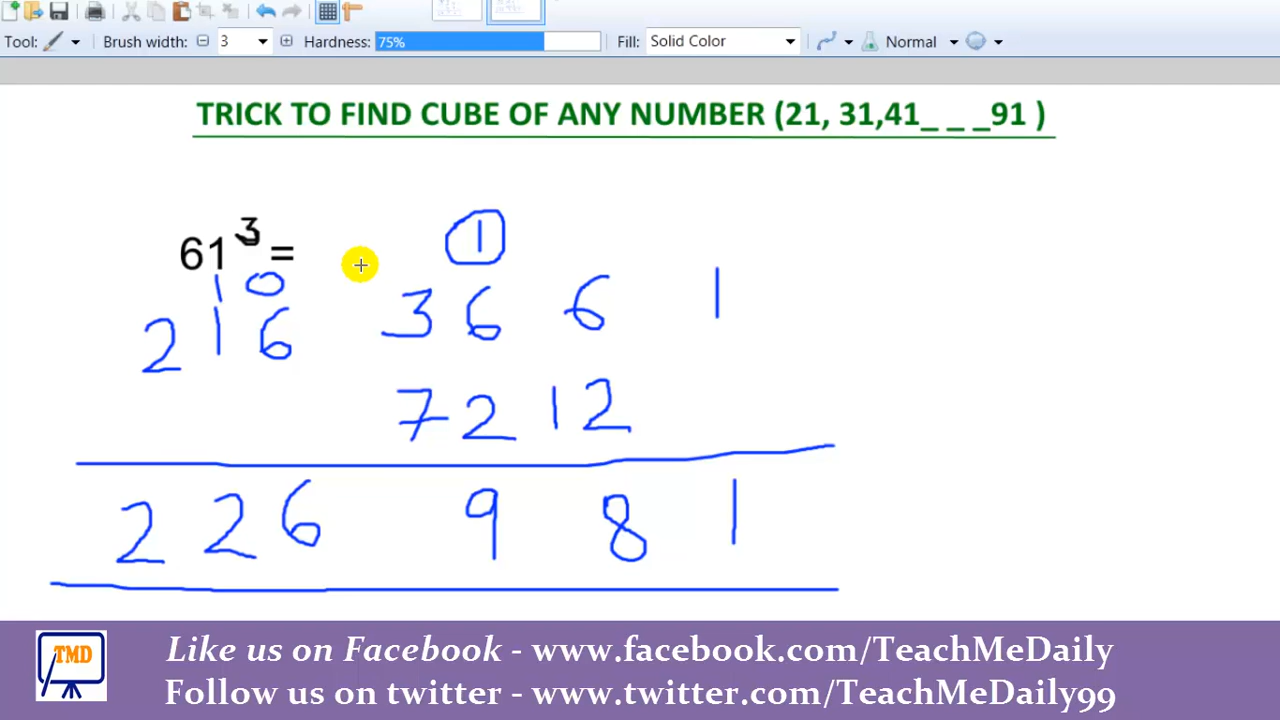 Tool: Brush width: 3 Hardness: 75% Fill: Solid Color Normal
TRICK TO FIND CUBE OF ANY NUMBER (21, 31,41_ _ _91 )
61³ = 1
1 0
2 1 6 3 6 6 1
7 2 1 2
2 2 6 9 8 1
TMD
Like us on Facebook - www.facebook.com/TeachMeDaily
Follow us on twitter - www.twitter.com/TeachMeDaily99